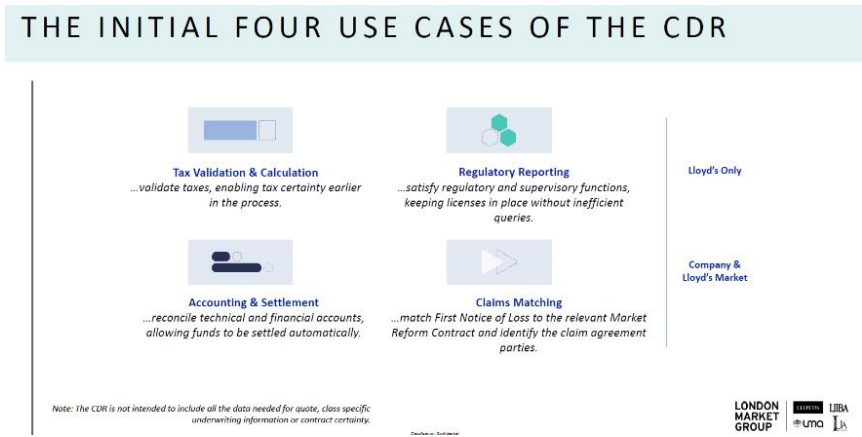 THE INITIAL FOUR USE CASES OF THE CDR
Tax Validation & Calculation
...validate taxes, enabling tax certainty earlier
in the process.
Regulatory Reporting
...satisfy regulatory and supervisory functions,
keeping licenses in place without inefficient
queries.
Lloyd's Only
Accounting & Settlement
...reconcile technical and financial accounts,
allowing funds to be settled automatically.
Claims Matching
...match First Notice of Loss to the relevant Market
Reform Contract and identify the claim agreement
parties.
Company &
Lloyd's Market
Note: The CDR is not intended to include all the data needed for quote, class specific
underwriting information or contract certainty.
Classification: Confidential
LONDON
MARKET
GROUP
LLOYD'S
LIIBA
uma